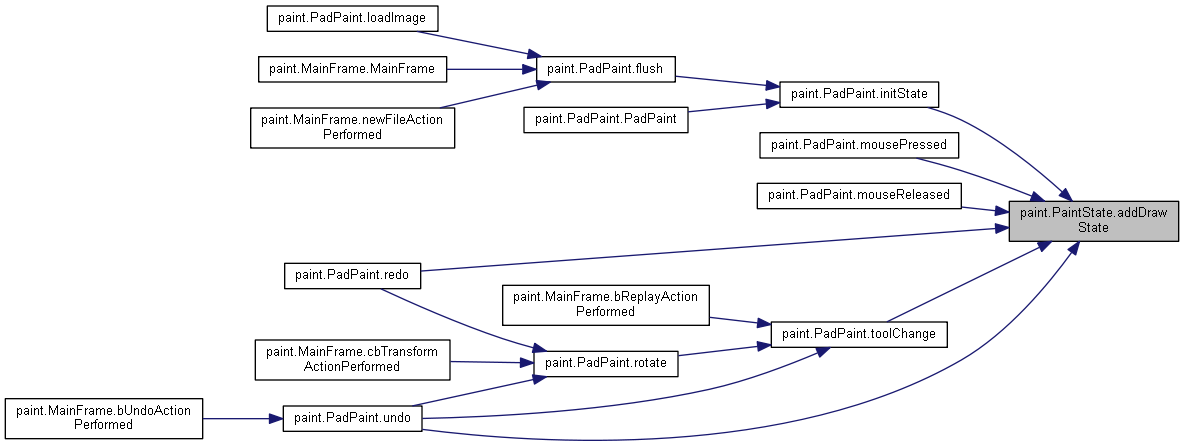 paint.PadPaint.loadImage
paint.MainFrame.MainFrame
paint.PadPaint.flush
paint.PadPaint.initState
paint.MainFrame.newFileAction
Performed
paint.PadPaint.PadPaint
paint.PadPaint.mousePressed
paint.PadPaint.mouseReleased
paint.PaintState.addDraw
State
paint.PadPaint.redo
paint.MainFrame.bReplayAction
Performed
paint.PadPaint.toolChange
paint.MainFrame.cbTransform
ActionPerformed
paint.PadPaint.rotate
paint.MainFrame.bUndoAction
Performed
paint.PadPaint.undo